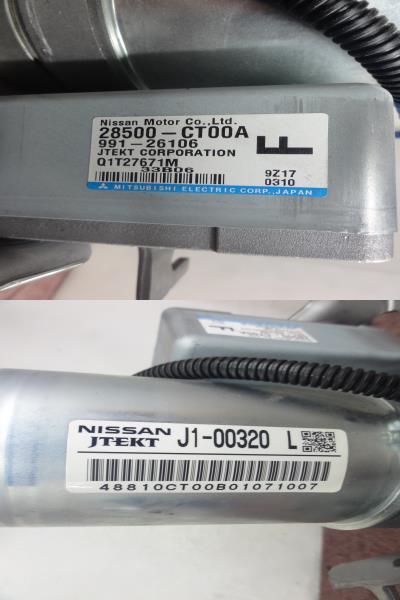 Nissan Motor Co.,Ltd.
28500-CT00A
991-26106
JTEKT CORPORATION
Q1T27671M
33B06
F
9Z17
0310
MITSUBISHI ELECTRIC CORP.,JAPAN
NISSAN
JTEKT
J1-00320 L
48810CT00B01071007